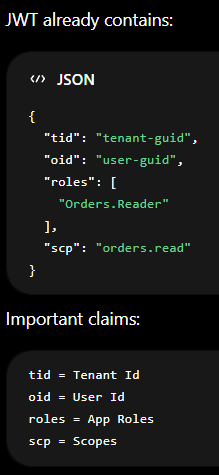 JWT already contains:
</> JSON
{
  "tid": "tenant-guid",
  "oid": "user-guid",
  "roles": [
    "Orders.Reader"
  ],
  "scp": "orders.read"
}
Important claims:
tid = Tenant Id
oid = User Id
roles = App Roles
scp = Scopes